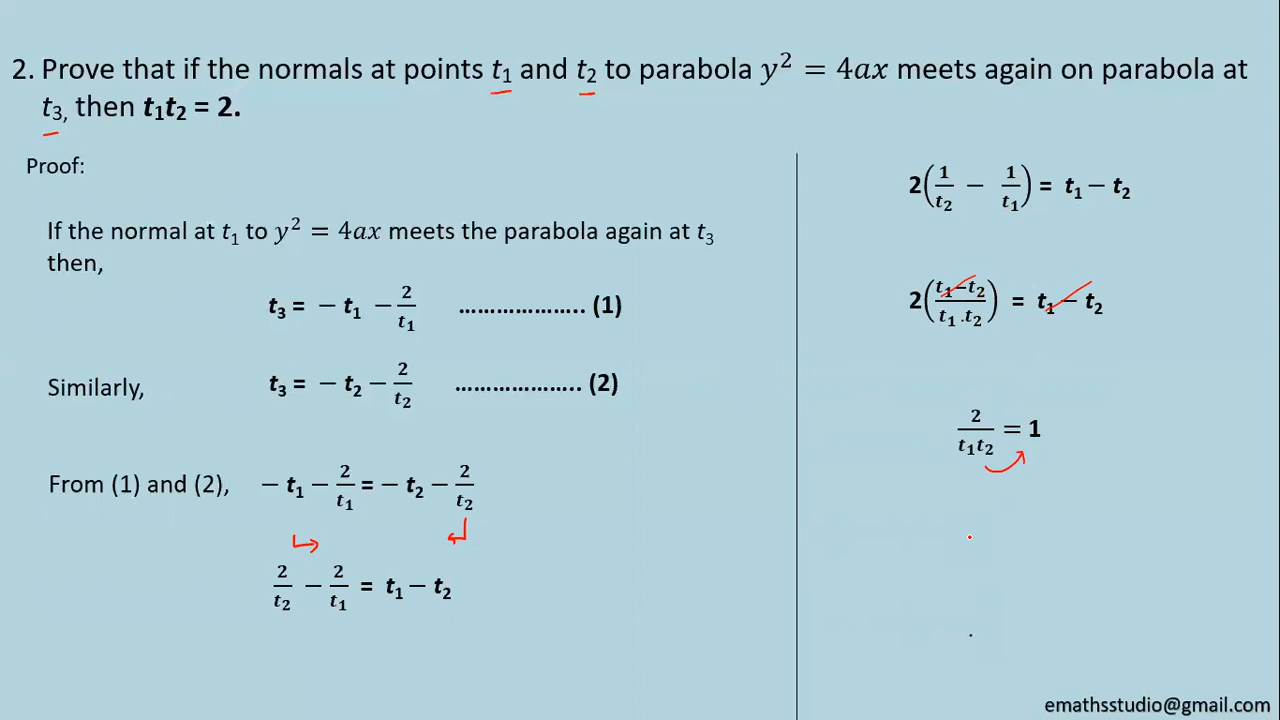 2. Prove that if the normals at points t₁ and t₂ to parabola y² = 4ax meets again on parabola at
t₃, then t₁t₂ = 2.
Proof:
If the normal at t₁ to y² = 4ax meets the parabola again at t₃
then,
t₃ = − t₁ − 2/t₁ ……………….. (1)
Similarly, t₃ = − t₂ − 2/t₂ ……………….. (2)
From (1) and (2), − t₁ − 2/t₁ = − t₂ − 2/t₂
2/t₂ − 2/t₁ = t₁ − t₂
2(1/t₂ − 1/t₁) = t₁ − t₂
2((t₁−t₂)/(t₁ .t₂)) = t₁ − t₂
2/(t₁t₂) = 1
.
emathsstudio@gmail.com